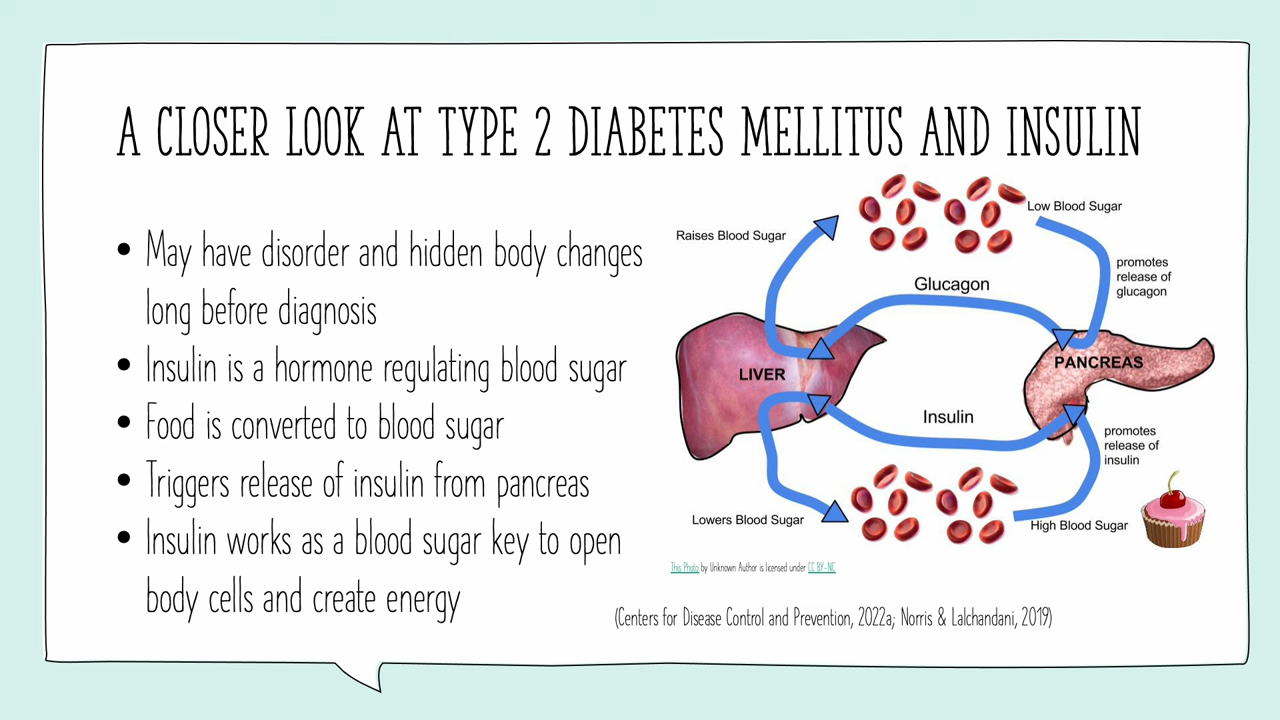 A CLOSER LOOK AT TYPE 2 DIABETES MELLITUS AND INSULIN
• May have disorder and hidden body changes
long before diagnosis
• Insulin is a hormone regulating blood sugar
• Food is converted to blood sugar
• Triggers release of insulin from pancreas
• Insulin works as a blood sugar key to open
body cells and create energy
Raises Blood Sugar
Low Blood Sugar
promotes
release of
glucagon
Glucagon
LIVER
PANCREAS
Insulin
promotes
release of
insulin
Lowers Blood Sugar
High Blood Sugar
This Photo by Unknown Author is licensed under CC BY-NC
(Centers for Disease Control and Prevention, 2022a; Norris & Lalchandani, 2019)